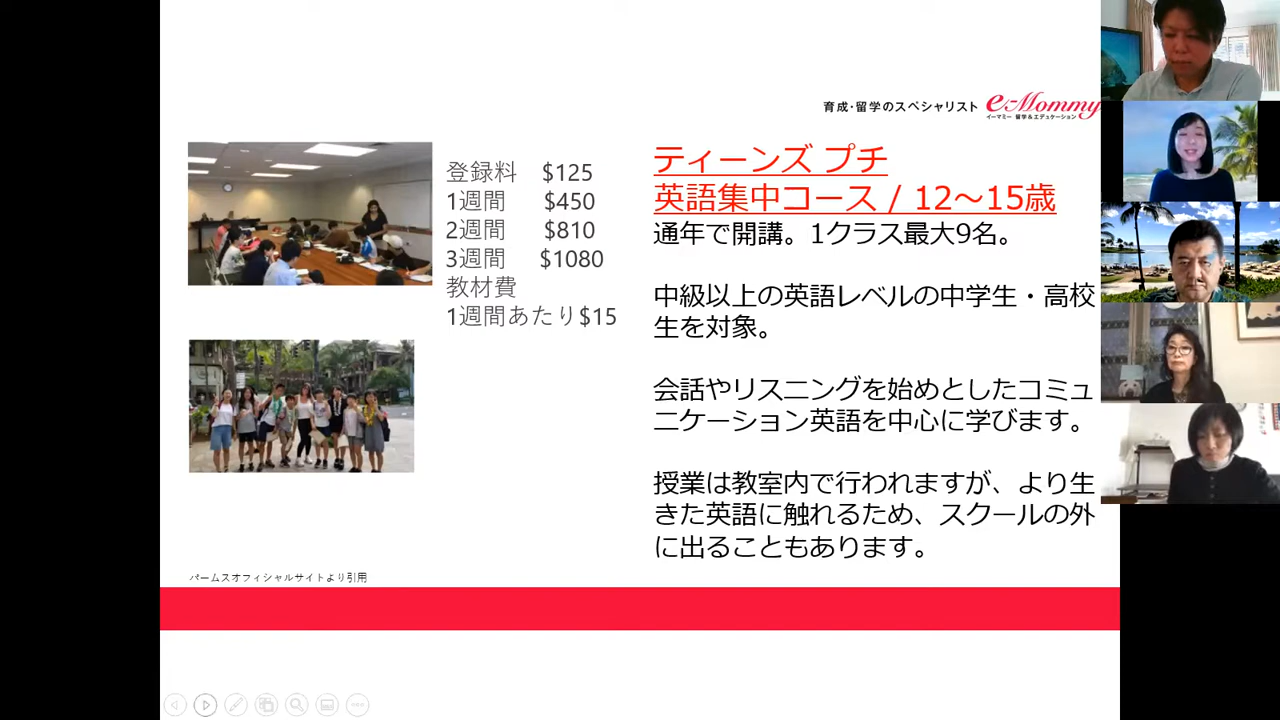 育成・留学のスペシャリスト e-Mommy
イーマミー 留学&エデュケーション
登録料 $125
1週間 $450
2週間 $810
3週間 $1080
教材費
1週間あたり$15
ティーンズ プチ
英語集中コース / 12～15歳
通年で開講。1クラス最大9名。
中級以上の英語レベルの中学生・高校
生を対象。
会話やリスニングを始めとしたコミュ
ニケーション英語を中心に学びます。
授業は教室内で行われますが、より生
きた英語に触れるため、スクールの外
に出ることもあります。
パームスオフィシャルサイトより引用